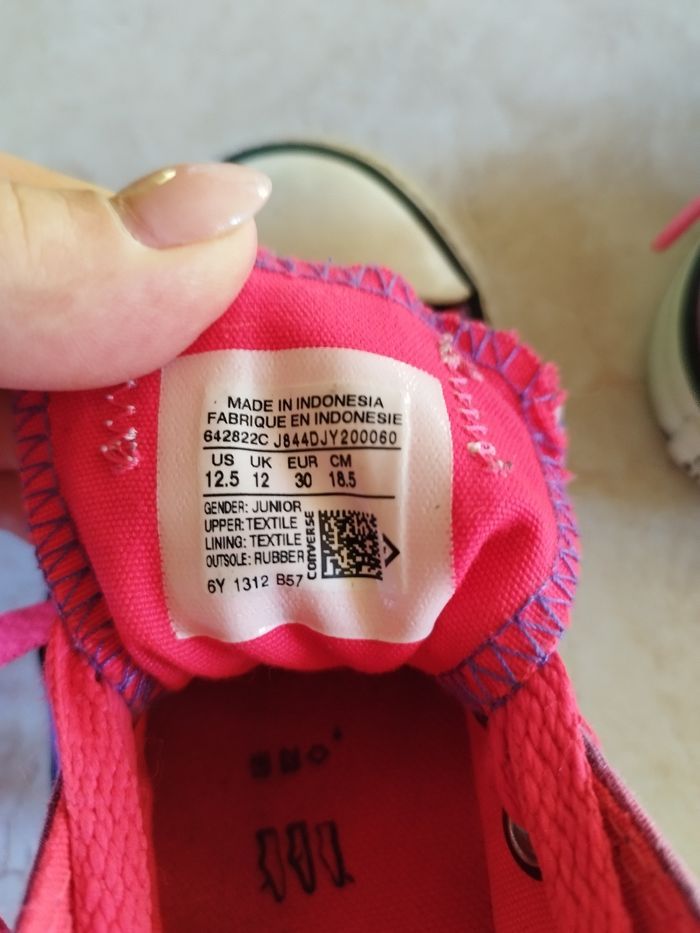 MADE IN INDONESIA
FABRIQUE EN INDONESIE
642822C J844DJY200060
US UK EUR CM
12.5 12 30 18.5
GENDER: JUNIOR
UPPER: TEXTILE
LINING: TEXTILE
OUTSOLE: RUBBER
CONVERSE
6Y 1312 B57